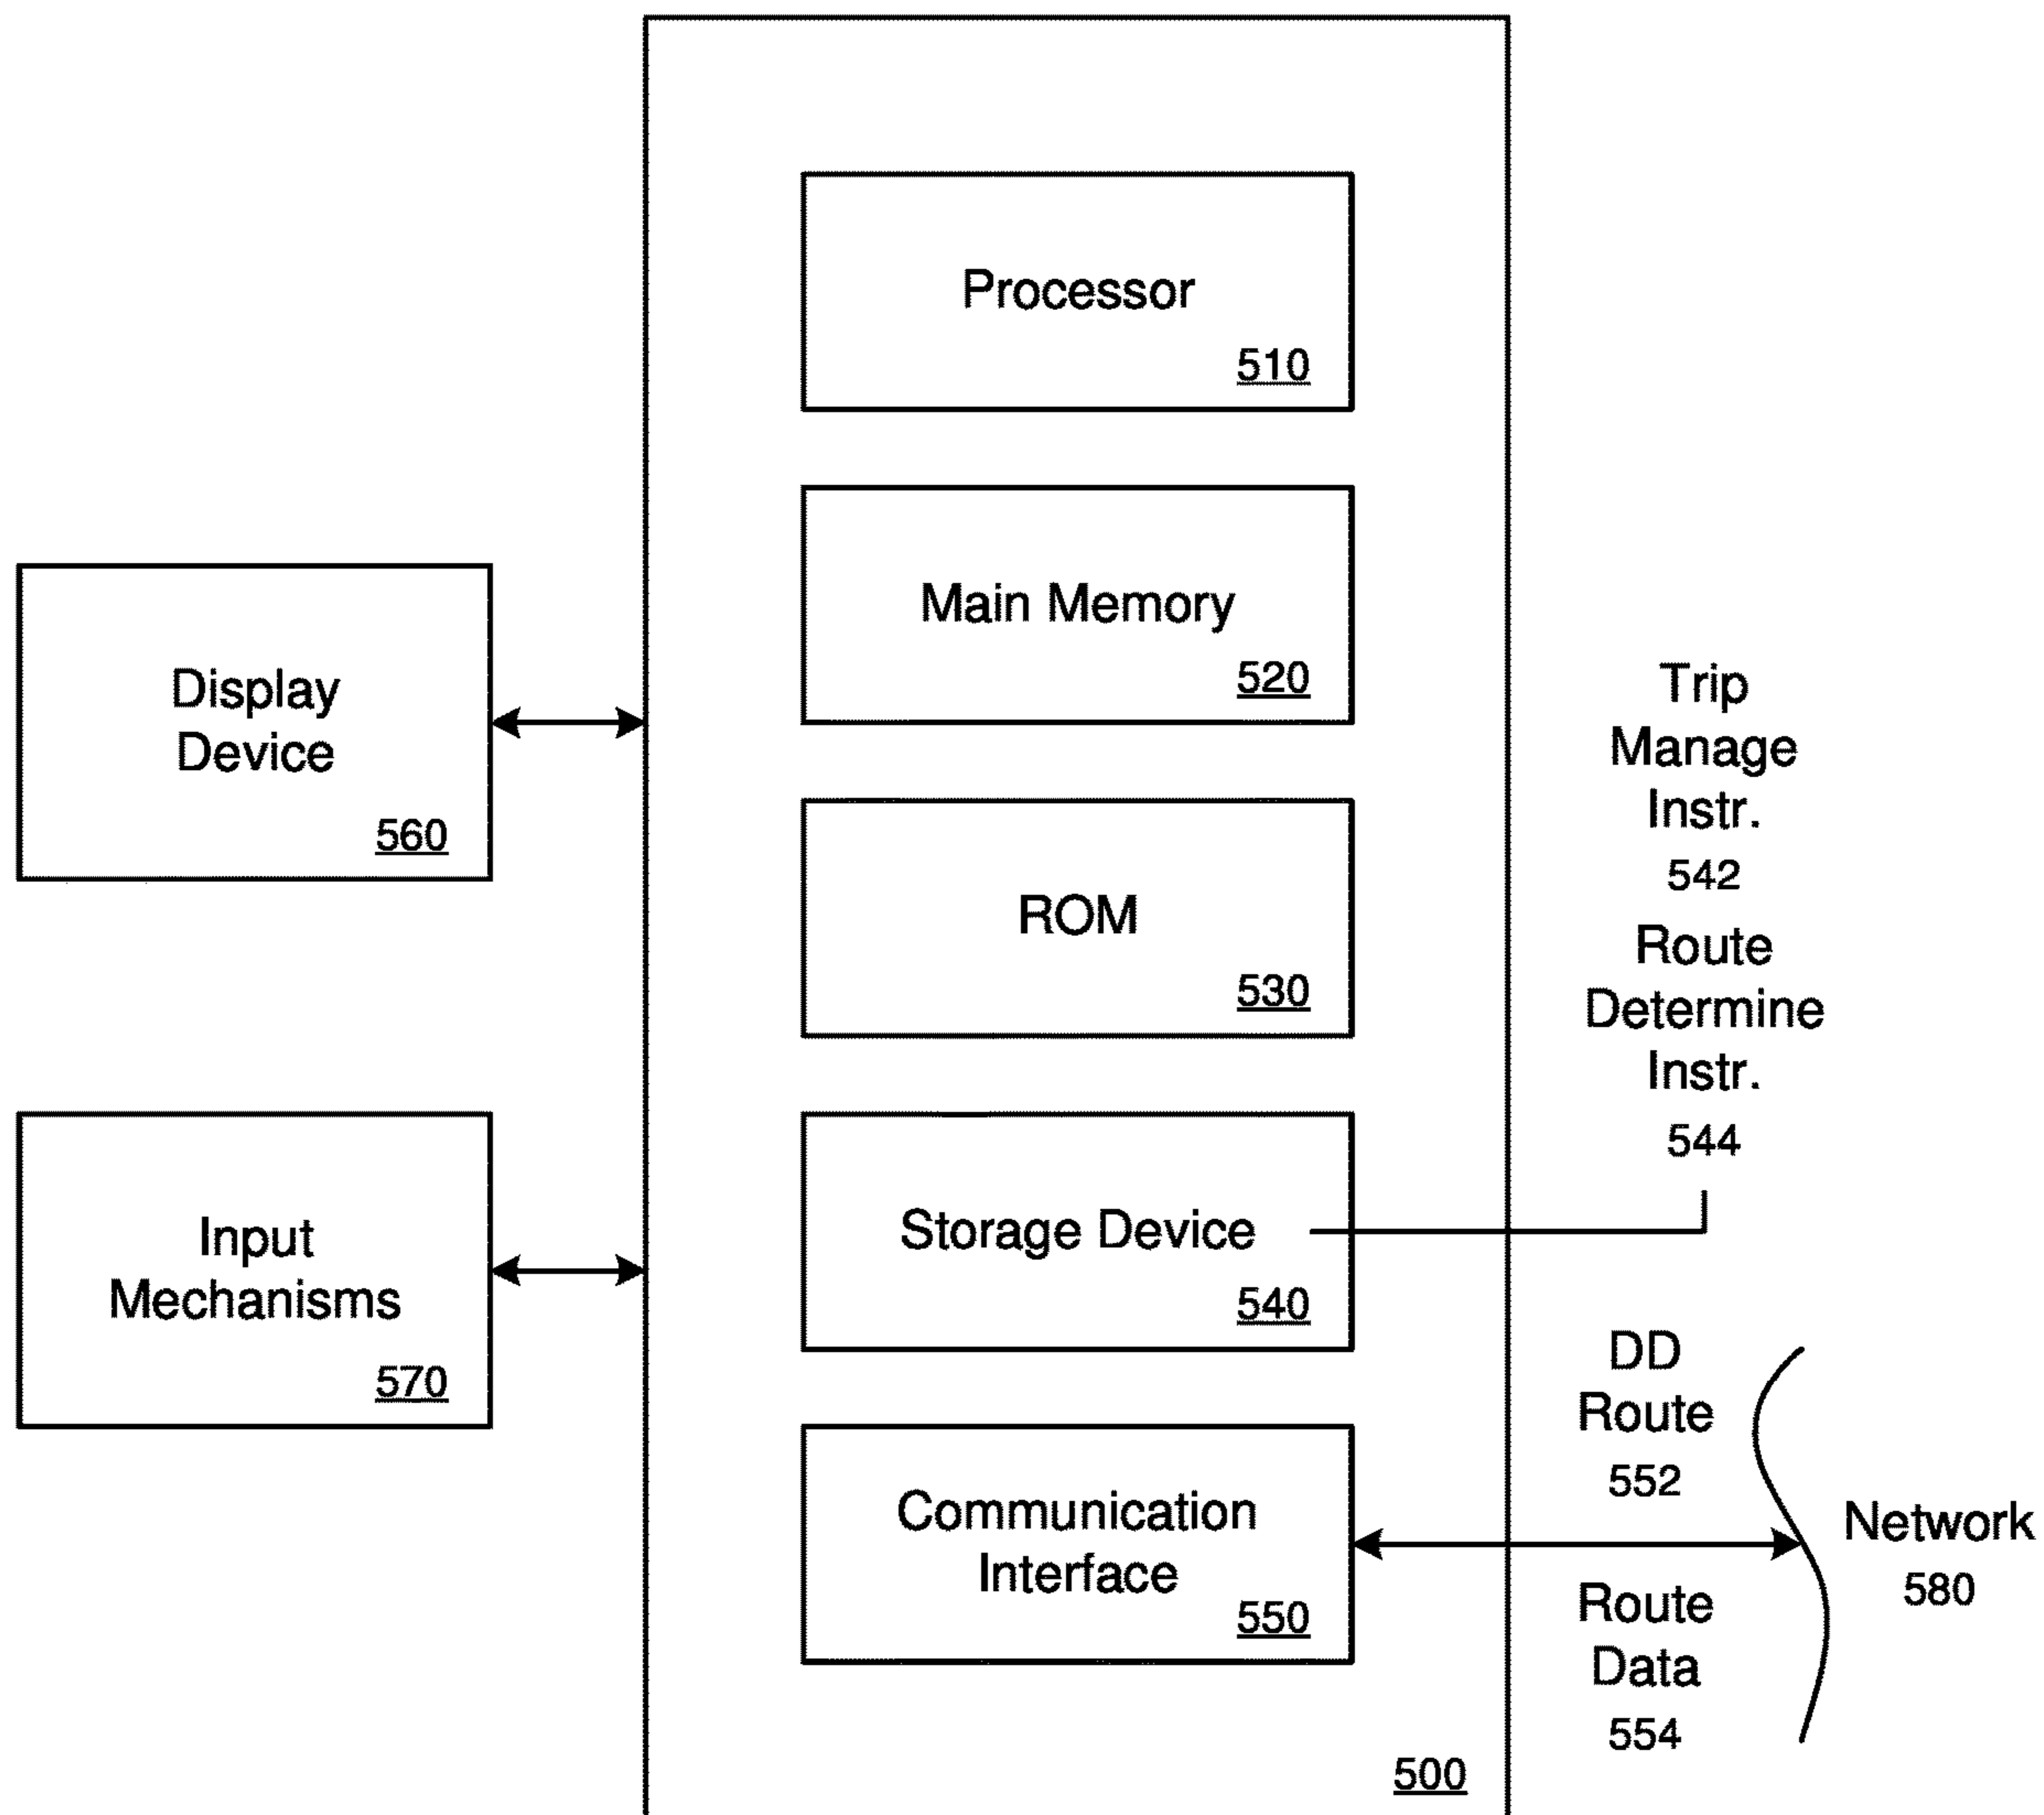 Processor
510
Main Memory
520
Display
Device
560
ROM
530
Trip
Manage
Instr.
542
Route
Determine
Instr.
544
Input
Mechanisms
570
Storage Device
540
Communication
Interface
550
DD
Route
552
Route
Data
554
Network
580
500